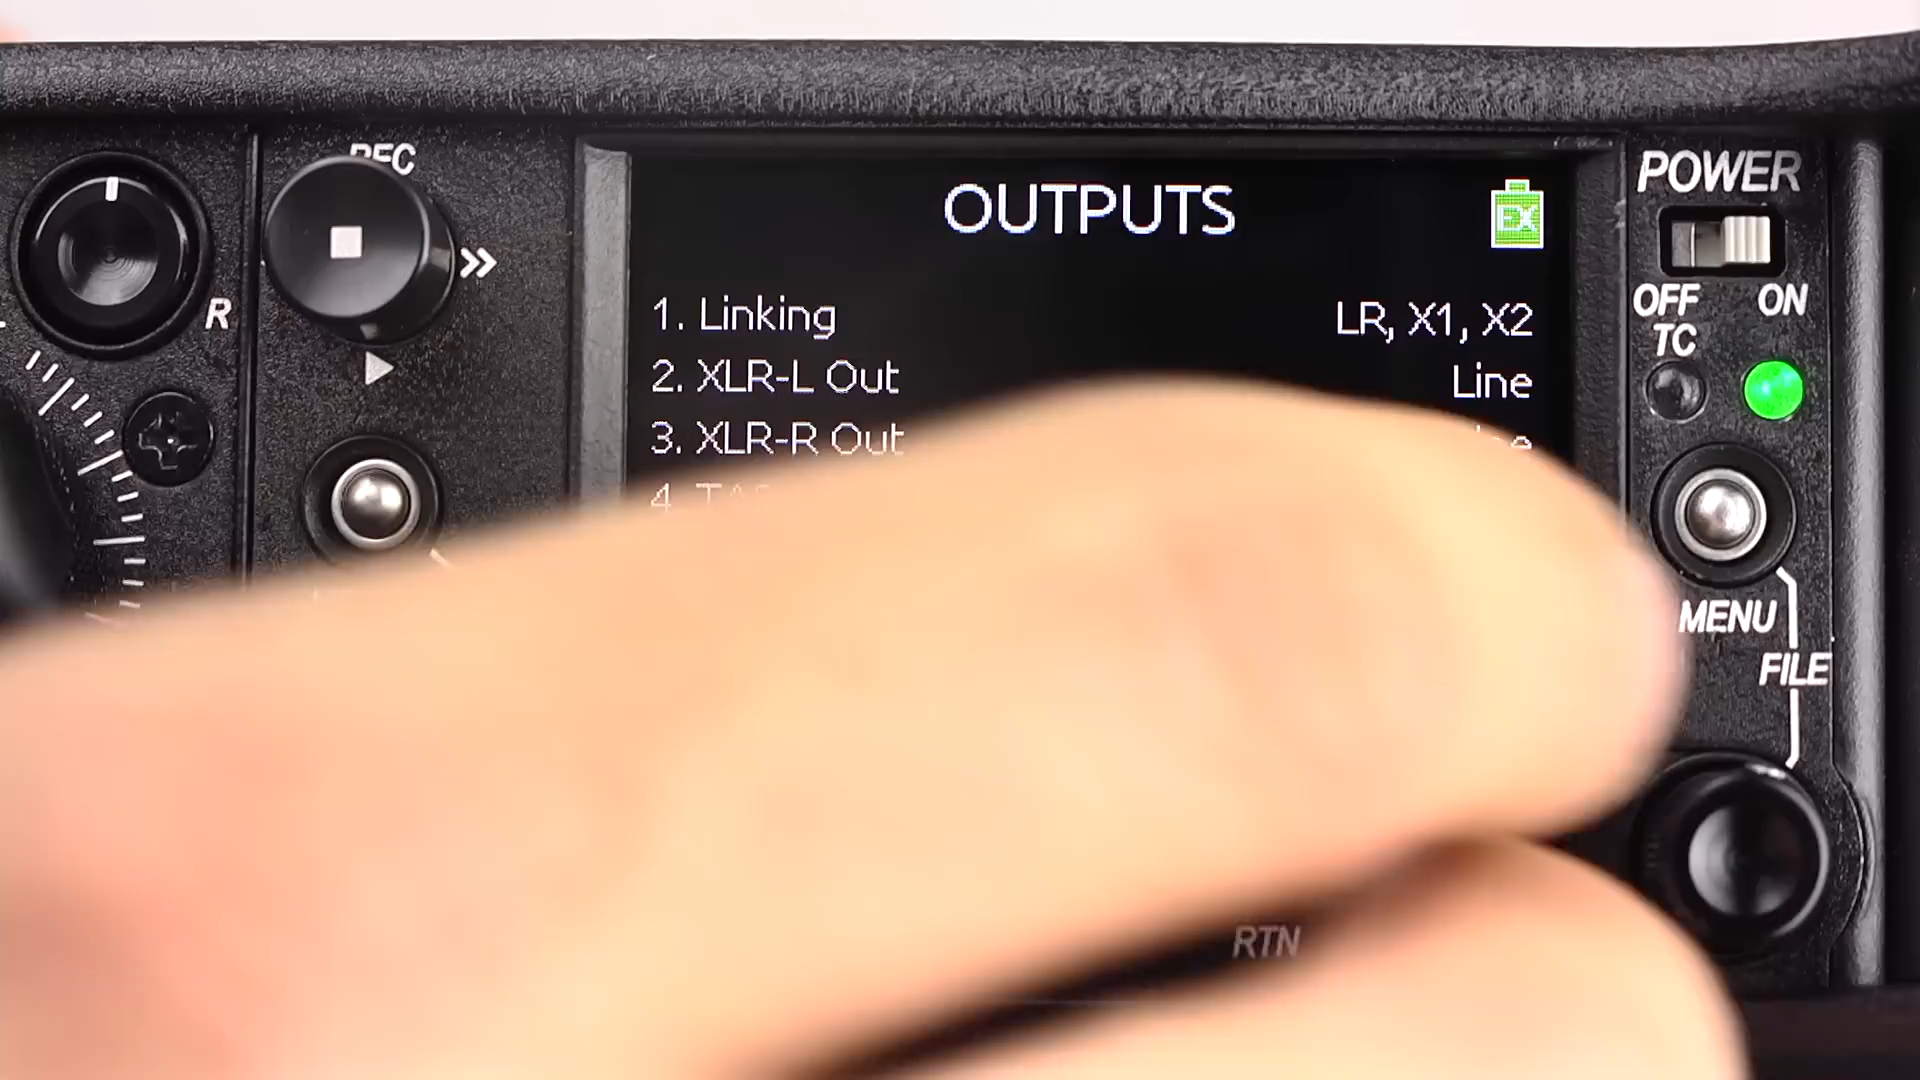 REC
R
OUTPUTS
EX
1. Linking LR, X1, X2
2. XLR-L Out Line
3. XLR-R Out
4
POWER
OFF ON
TC
MENU
FILE
RTN